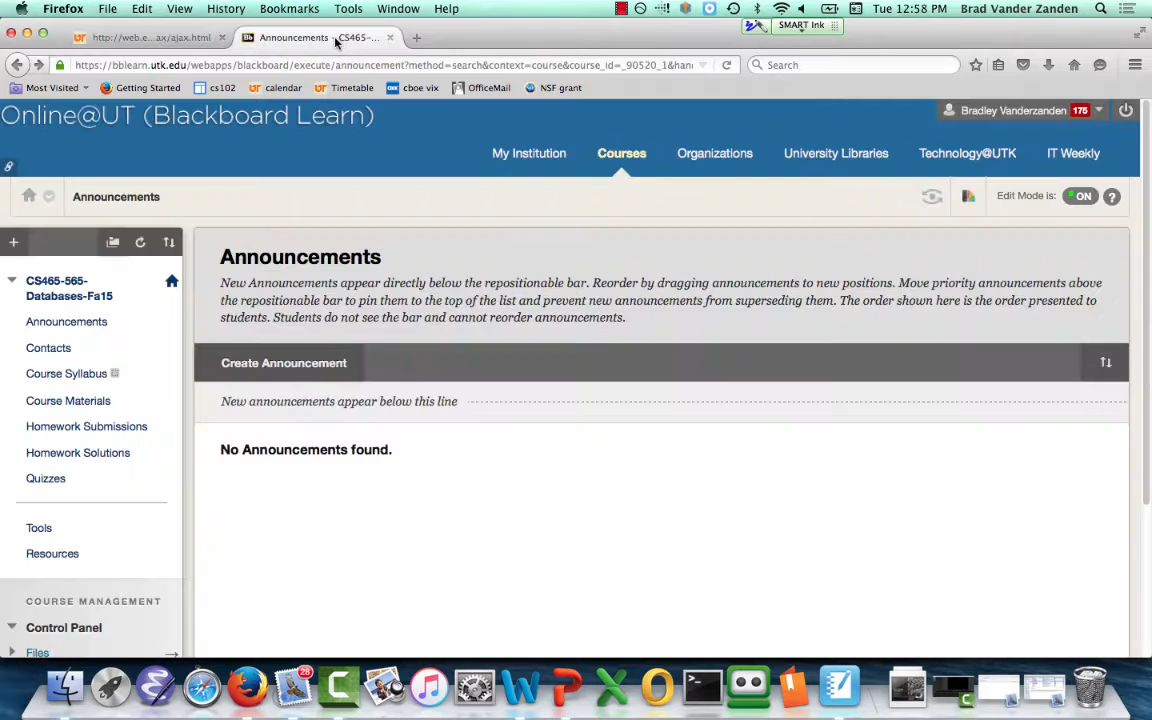 Firefox File Edit View History Bookmarks Tools Window Help Tue 12:58 PM Brad Vander Zanden
SMART Ink
http://web.e...ax/ajax.html Announcements - CS465-...
https://bblearn.utk.edu/webapps/blackboard/execute/announcement?method=search&context=course&course_id=_90520_1&han Search
Most Visited Getting Started cs102 calendar Timetable cboe vix OfficeMail NSF grant
Online@UT (Blackboard Learn)
Bradley Vanderzanden 175
My Institution Courses Organizations University Libraries Technology@UTK IT Weekly
Announcements Edit Mode is: ON ?
CS465-565-
Databases-Fa15
Announcements
Contacts
Course Syllabus
Course Materials
Homework Submissions
Homework Solutions
Quizzes
Tools
Resources
COURSE MANAGEMENT
Control Panel
Files
Announcements
New Announcements appear directly below the repositionable bar. Reorder by dragging announcements to new positions. Move priority announcements above
the repositionable bar to pin them to the top of the list and prevent new announcements from superseding them. The order shown here is the order presented to
students. Students do not see the bar and cannot reorder announcements.
Create Announcement
New announcements appear below this line
No Announcements found.
28